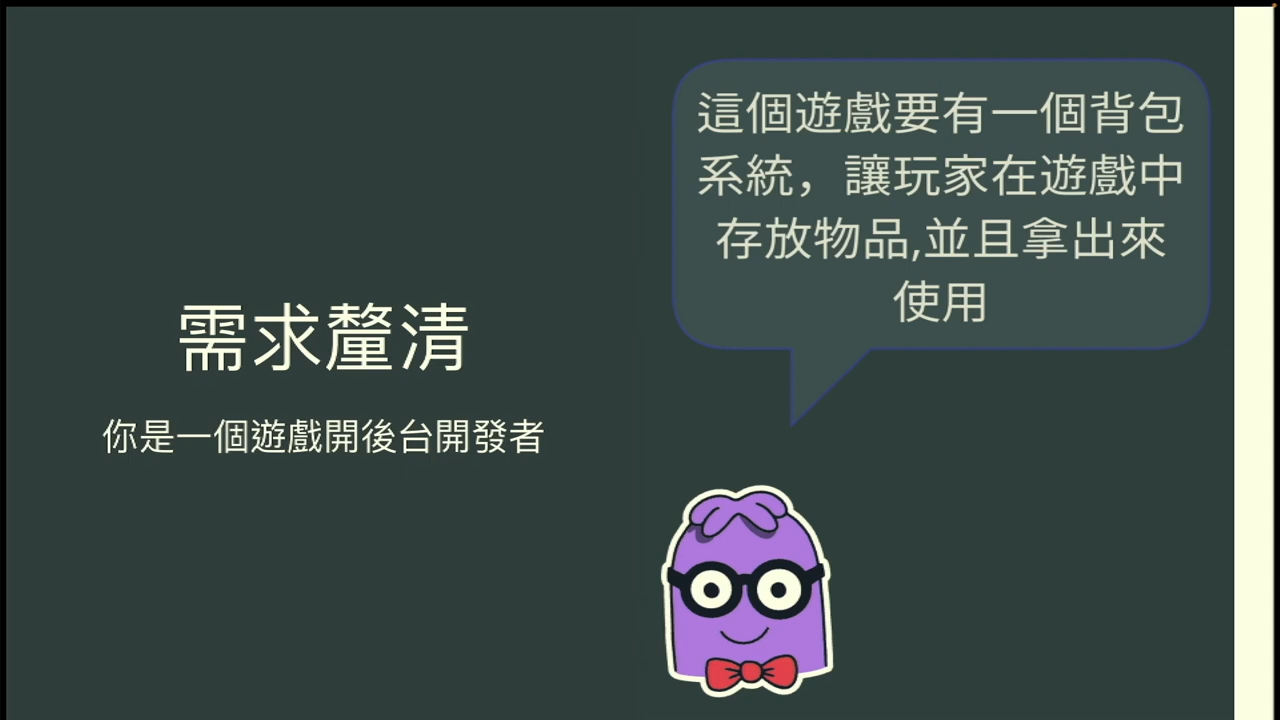 需求釐清
你是一個遊戲開後台開發者
這個遊戲要有一個背包
系統，讓玩家在遊戲中
存放物品,並且拿出來
使用